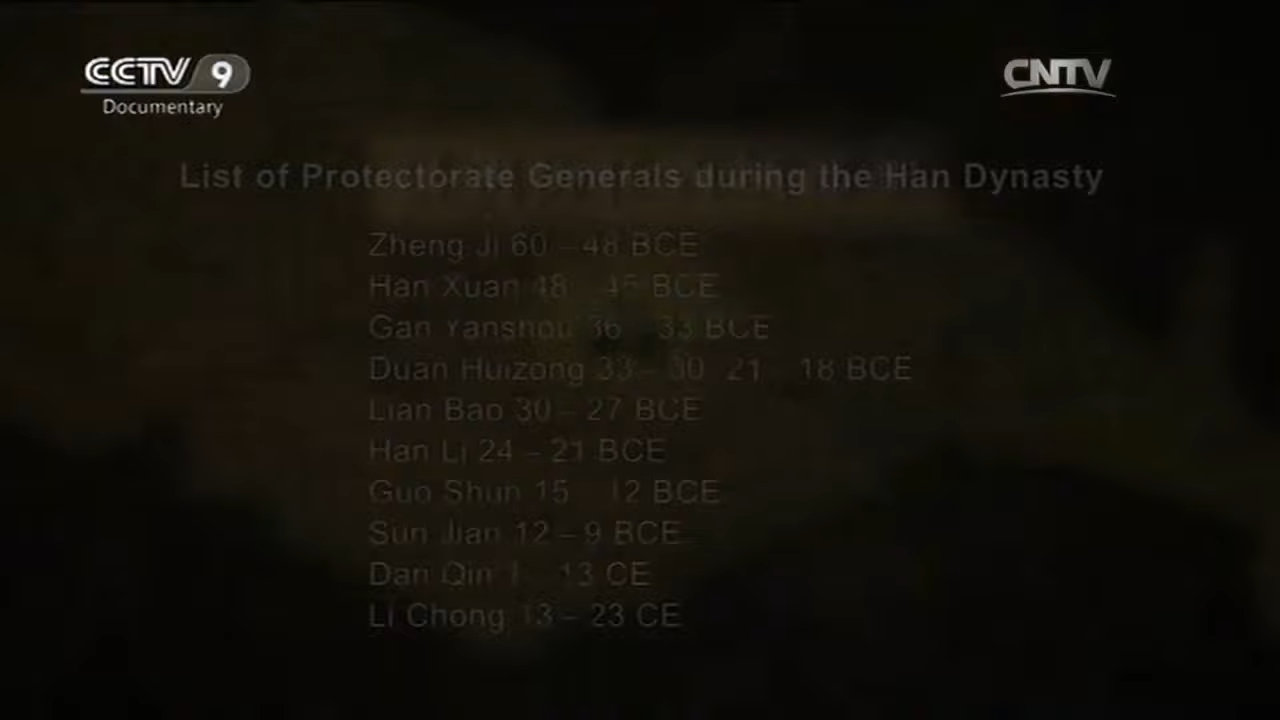 CCTV 9
Documentary
CNTV
List of Protectorate Generals during the Han Dynasty
Zheng Ji 60 – 48 BCE
Han Xuan 48 – 45 BCE
Gan Yanshou 36 – 33 BCE
Duan Huizong 33 – 30 21 – 18 BCE
Lian Bao 30 – 27 BCE
Han Li 24 – 21 BCE
Guo Shun 15 – 12 BCE
Sun Jian 12 – 9 BCE
Dan Qin 1 – 13 CE
Li Chong 13 – 23 CE